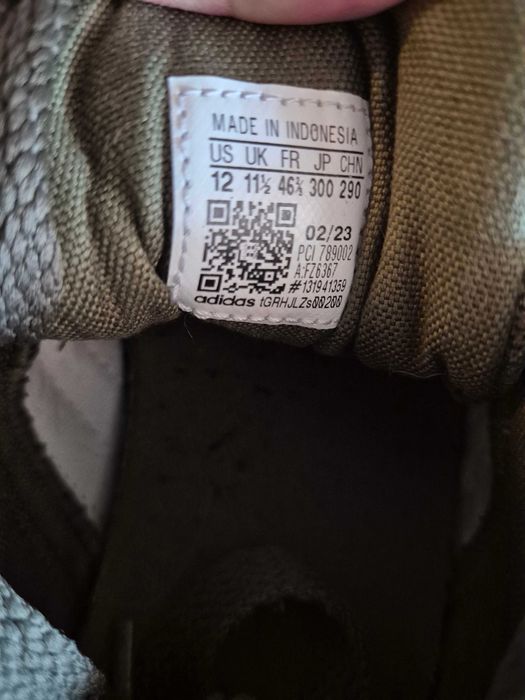 MADE IN INDONESIA
US UK FR JP CHN
12 11½ 46⅔ 300 290
02/23
PCI 789002
A:FZ6367
#131941359
adidas tGRHJLZs00200